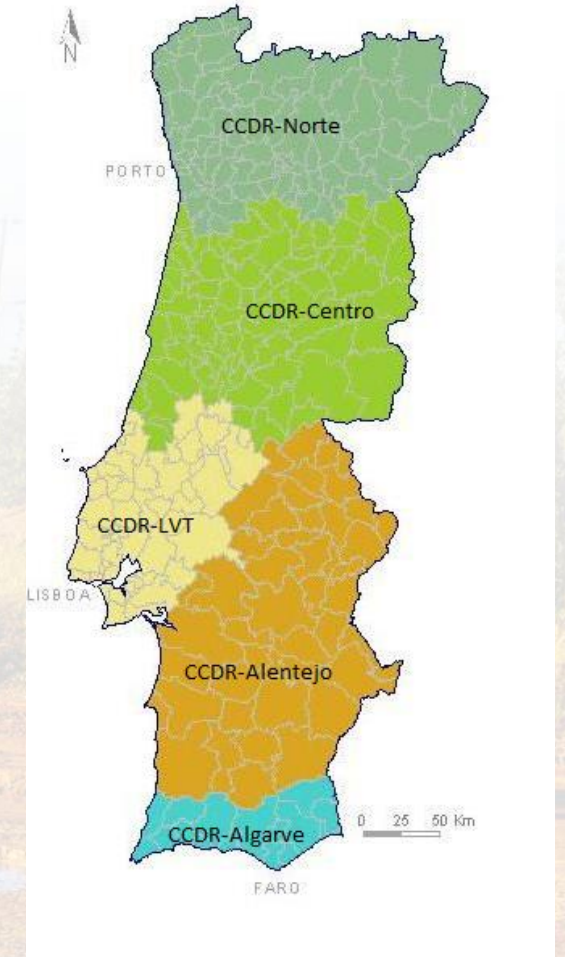 N
CCDR-Norte
PORTO
CCDR-Centro
CCDR-LVT
LISBOA
CCDR-Alentejo
0 25 50 Km
CCDR-Algarve
FARO